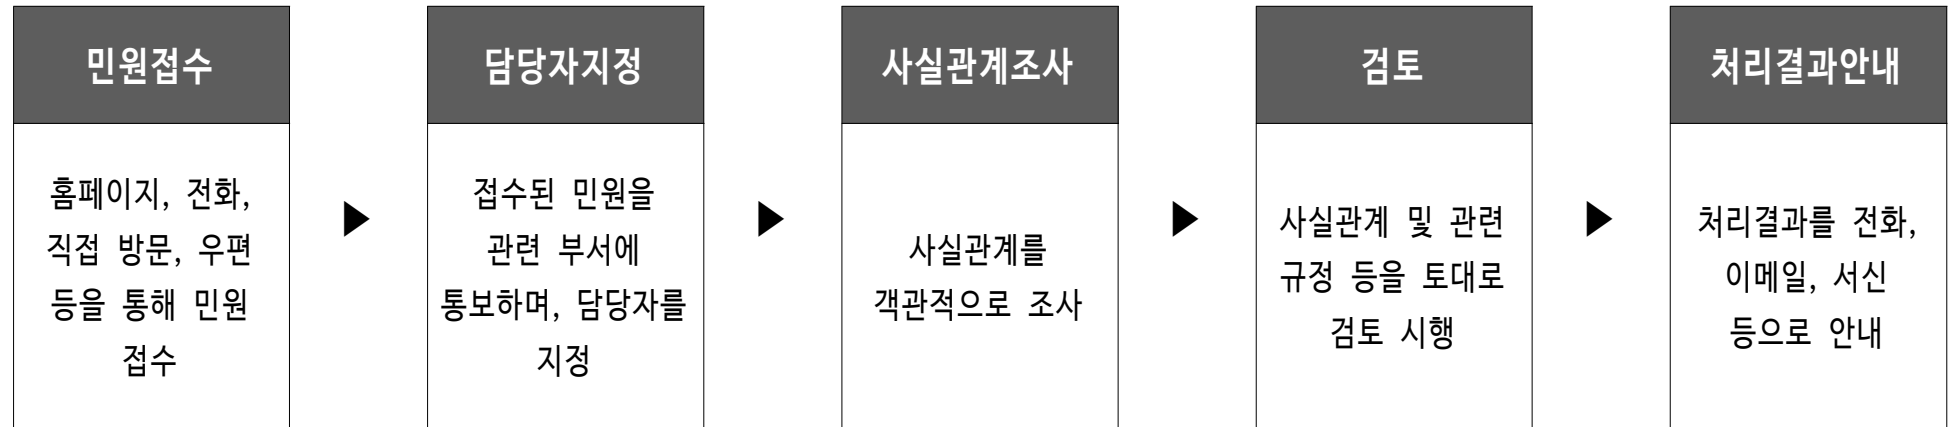 민원접수
홈페이지, 전화,
직접 방문, 우편
등을 통해 민원
접수
담당자지정
접수된 민원을
관련 부서에
통보하며, 담당자를
지정
사실관계조사
사실관계를
객관적으로 조사
검토
사실관계 및 관련
규정 등을 토대로
검토 시행
처리결과안내
처리결과를 전화,
이메일, 서신
등으로 안내